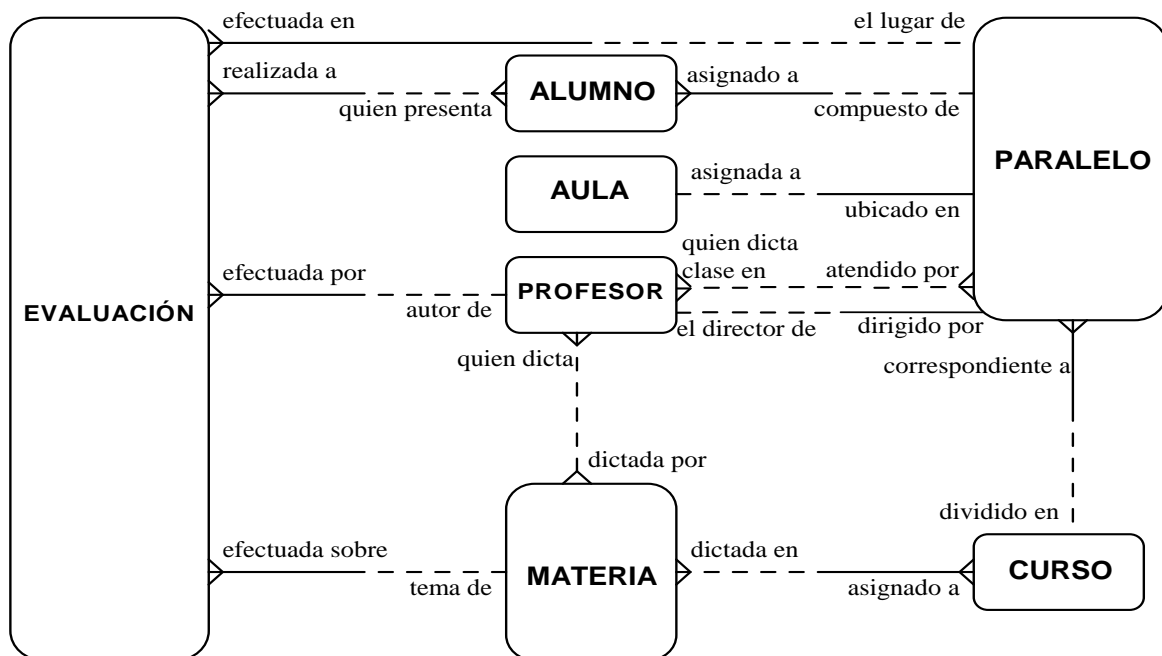 efectuada en
el lugar de
realizada a
ALUMNO
asignado a
quien presenta
compuesto de
PARALELO
AULA
asignada a
ubicado en
quien dicta
clase en
atendido por
efectuada por
PROFESOR
EVALUACIÓN
autor de
el director de
dirigido por
quien dicta
correspondiente a
dictada por
dividido en
efectuada sobre
dictada en
MATERIA
CURSO
tema de
asignado a